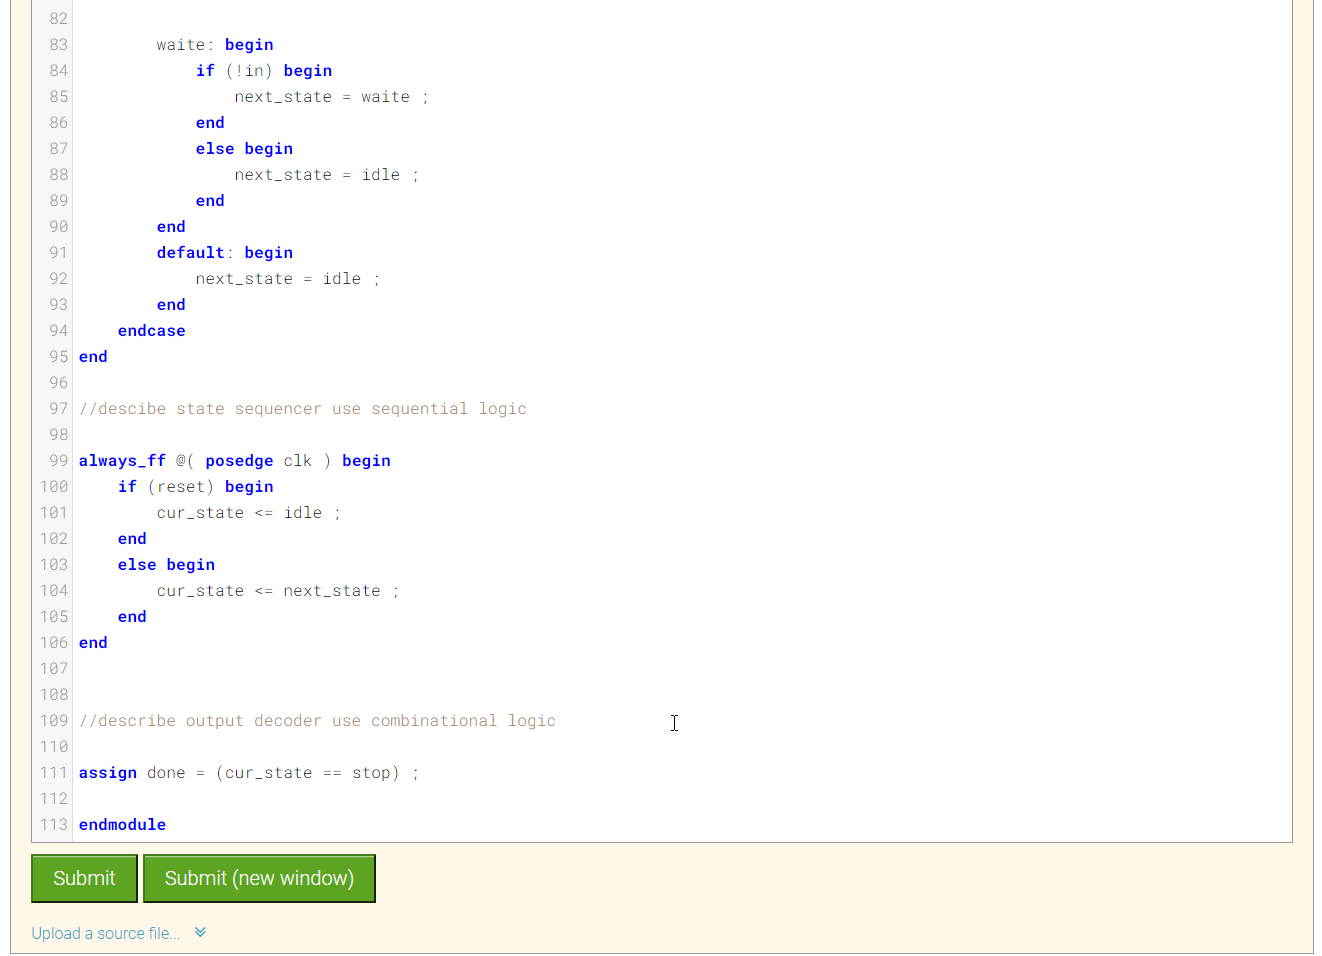 82
83 waite: begin
84 if (!in) begin
85 next_state = waite ;
86 end
87 else begin
88 next_state = idle ;
89 end
90 end
91 default: begin
92 next_state = idle ;
93 end
94 endcase
95 end
96
97 //descibe state sequencer use sequential logic
98
99 always_ff @( posedge clk ) begin
100 if (reset) begin
101 cur_state <= idle ;
102 end
103 else begin
104 cur_state <= next_state ;
105 end
106 end
107
108
109 //describe output decoder use combinational logic
110
111 assign done = (cur_state == stop) ;
112
113 endmodule
Submit Submit (new window)
Upload a source file...